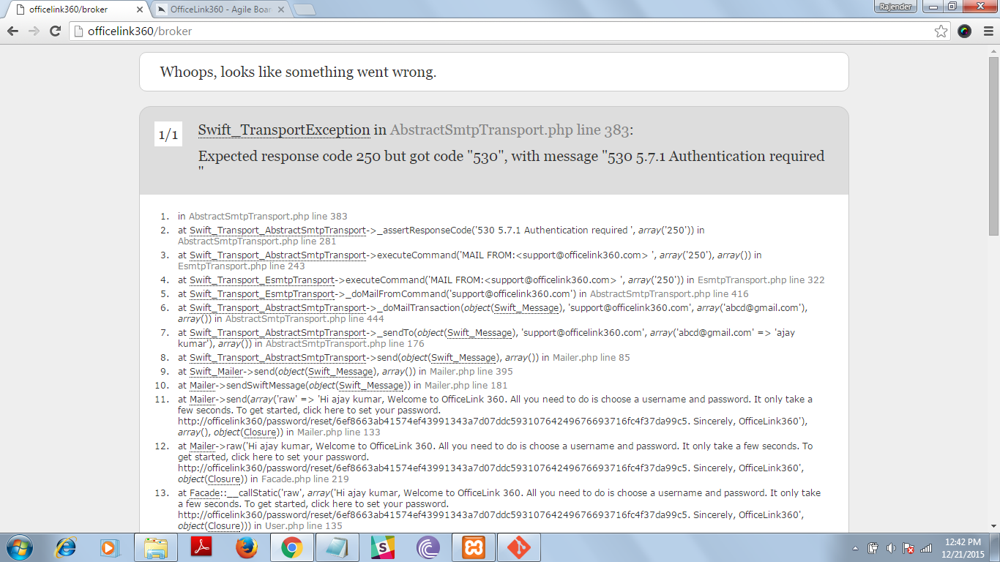 officelink360/broker
OfficeLink360 - Agile Boar
Rajender
officelink360/broker
Whoops, looks like something went wrong.
1/1
Swift_TransportException in AbstractSmtpTransport.php line 383:
Expected response code 250 but got code "530", with message "530 5.7.1 Authentication required
"
1. in AbstractSmtpTransport.php line 383
2. at Swift_Transport_AbstractSmtpTransport->_assertResponseCode('530 5.7.1 Authentication required ', array('250')) in
AbstractSmtpTransport.php line 281
3. at Swift_Transport_AbstractSmtpTransport->executeCommand('MAIL FROM:<support@officelink360.com> ', array('250'), array()) in
EsmtpTransport.php line 243
4. at Swift_Transport_EsmtpTransport->executeCommand('MAIL FROM:<support@officelink360.com> ', array('250')) in EsmtpTransport.php line 322
5. at Swift_Transport_EsmtpTransport->_doMailFromCommand('support@officelink360.com') in AbstractSmtpTransport.php line 416
6. at Swift_Transport_AbstractSmtpTransport->_doMailTransaction(object(Swift_Message), 'support@officelink360.com', array('abcd@gmail.com'),
array()) in AbstractSmtpTransport.php line 444
7. at Swift_Transport_AbstractSmtpTransport->_sendTo(object(Swift_Message), 'support@officelink360.com', array('abcd@gmail.com' => 'ajay
kumar'), array()) in AbstractSmtpTransport.php line 176
8. at Swift_Transport_AbstractSmtpTransport->send(object(Swift_Message), array()) in Mailer.php line 85
9. at Swift_Mailer->send(object(Swift_Message), array()) in Mailer.php line 395
10. at Mailer->sendSwiftMessage(object(Swift_Message)) in Mailer.php line 181
11. at Mailer->send(array('raw' => 'Hi ajay kumar, Welcome to OfficeLink 360. All you need to do is choose a username and password. It only take a
few seconds. To get started, click here to set your password.
http://officelink360/password/reset/6ef8663ab41574ef43991343a7d07ddc59310764249676693716fc4f37da99c5. Sincerely, OfficeLink360'),
array(), object(Closure)) in Mailer.php line 133
12. at Mailer->raw('Hi ajay kumar, Welcome to OfficeLink 360. All you need to do is choose a username and password. It only take a few seconds. To
get started, click here to set your password.
http://officelink360/password/reset/6ef8663ab41574ef43991343a7d07ddc59310764249676693716fc4f37da99c5. Sincerely, OfficeLink360',
object(Closure)) in Facade.php line 219
13. at Facade::__callStatic('raw', array('Hi ajay kumar, Welcome to OfficeLink 360. All you need to do is choose a username and password. It only take
a few seconds. To get started, click here to set your password.
http://officelink360/password/reset/6ef8663ab41574ef43991343a7d07ddc59310764249676693716fc4f37da99c5. Sincerely, OfficeLink360',
object(Closure))) in User.php line 135
12:42 PM
12/21/2015